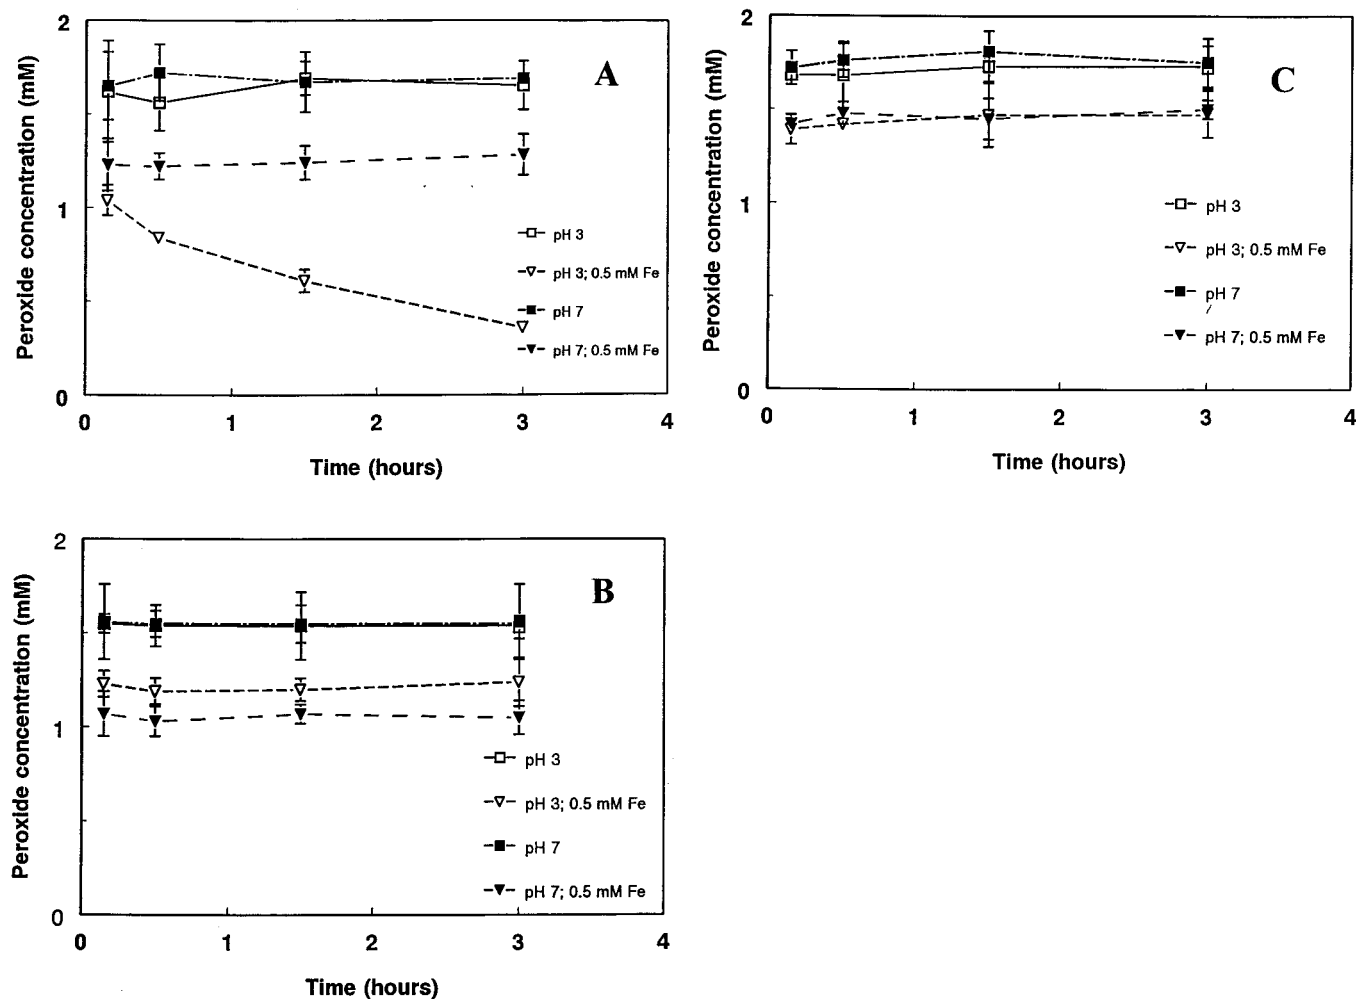 A
Peroxide concentration (mM)
2
1
0
pH 3
pH 3; 0.5 mM Fe
pH 7
pH 7; 0.5 mM Fe
0 1 2 3 4
Time (hours)
C
Peroxide concentration (mM)
2
1
0
pH 3
pH 3; 0.5 mM Fe
pH 7
pH 7; 0.5 mM Fe
0 1 2 3 4
Time (hours)
B
Peroxide concentration (mM)
2
1
0
pH 3
pH 3; 0.5 mM Fe
pH 7
pH 7; 0.5 mM Fe
0 1 2 3 4
Time (hours)